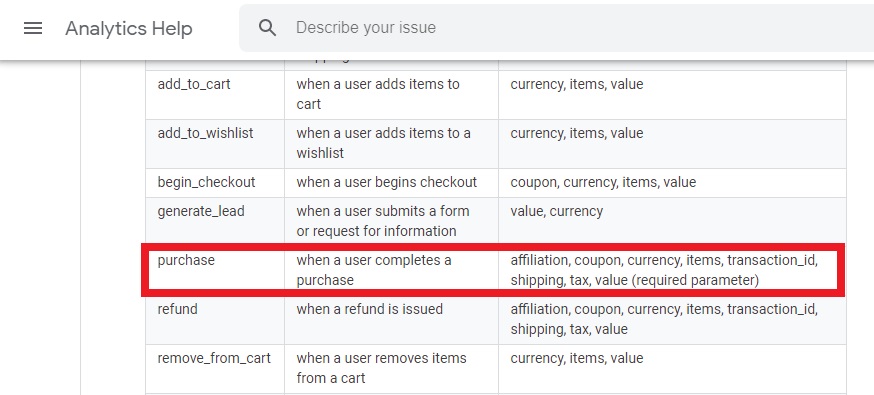 Analytics Help
Describe your issue
add_to_cart
when a user adds items to
cart
currency, items, value
add_to_wishlist
when a user adds items to a
wishlist
currency, items, value
begin_checkout
when a user begins checkout
coupon, currency, items, value
generate_lead
when a user submits a form
or request for information
value, currency
purchase
when a user completes a
purchase
affiliation, coupon, currency, items, transaction_id,
shipping, tax, value (required parameter)
refund
when a refund is issued
affiliation, coupon, currency, items, transaction_id,
shipping, tax, value
remove_from_cart
when a user removes items
from a cart
currency, items, value